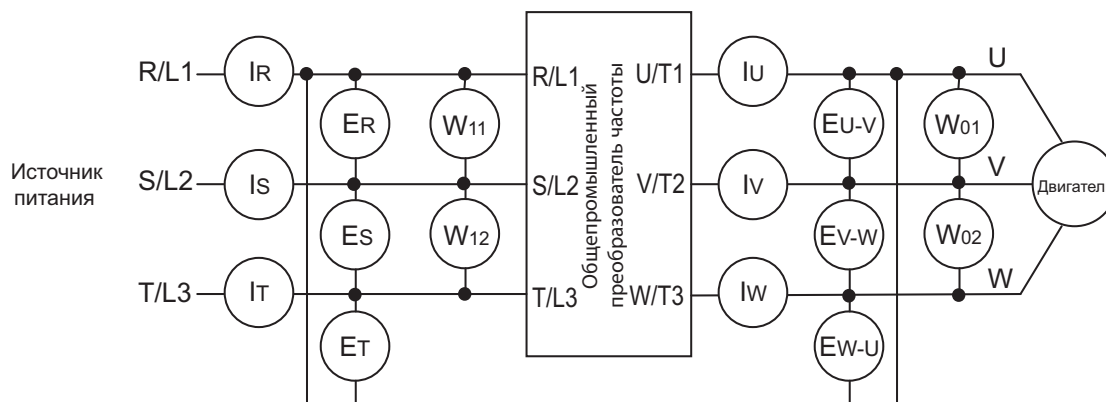 R/L1
IR
ER
W11
R/L1
U/T1
IU
EU-V
W01
U
Источник
питания
S/L2
IS
ES
W12
S/L2
Общепромышленный
преобразователь частоты
V/T2
IV
EV-W
W02
V
Двигател
T/L3
IT
ET
T/L3
W/T3
IW
EW-U
W